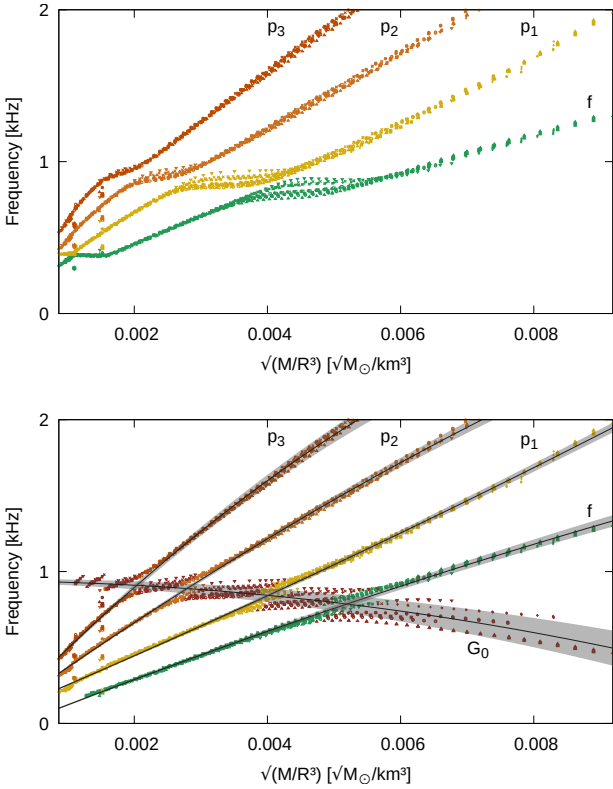 2
p₃
p₂
p₁
f
Frequency [kHz]
1
0
0.002
0.004
0.006
0.008
√(M/R³) [√M☉/km³]
2
p₃
p₂
p₁
f
Frequency [kHz]
1
G₀
0
0.002
0.004
0.006
0.008
√(M/R³) [√M☉/km³]